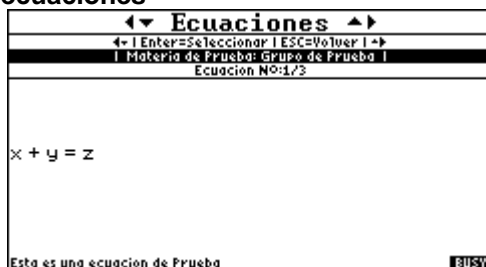 ecuaciones
Ecuaciones
| Enter=Seleccionar | ESC=Volver |
| Materia de Prueba: Grupo de Prueba |
Ecuacion Nº:1/3
x + y = z
Esta es una ecuacion de Prueba
BUSY